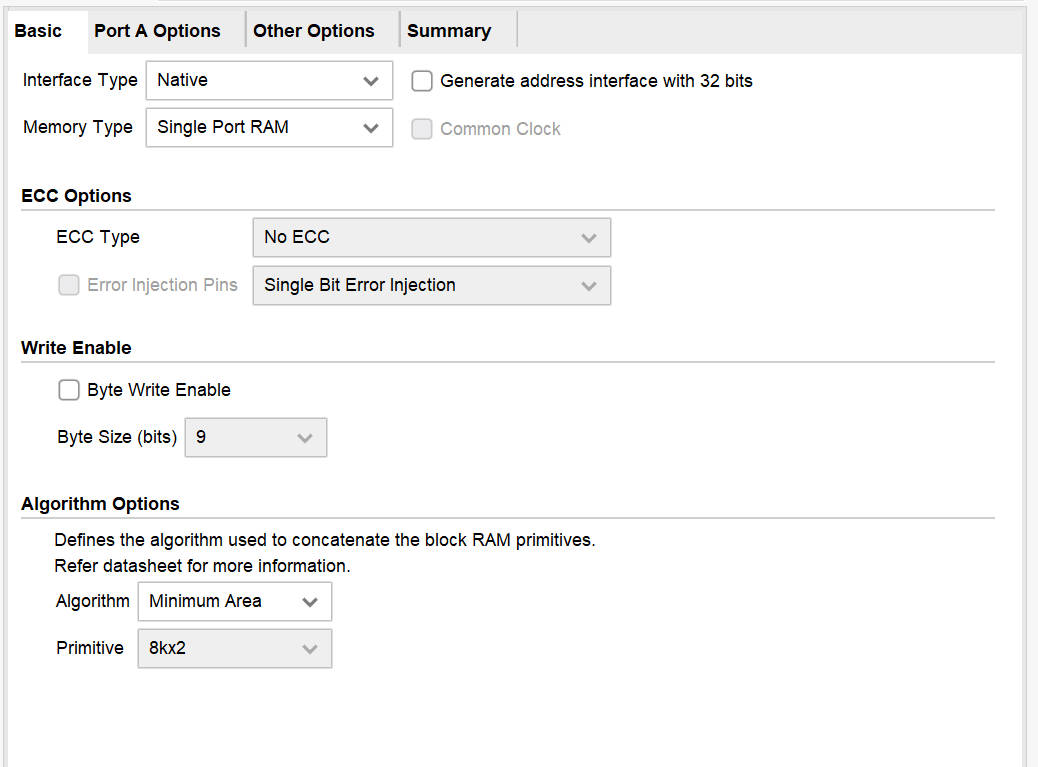 Basic Port A Options Other Options Summary
Interface Type Native Generate address interface with 32 bits
Memory Type Single Port RAM Common Clock
ECC Options
ECC Type No ECC
Error Injection Pins Single Bit Error Injection
Write Enable
Byte Write Enable
Byte Size (bits) 9
Algorithm Options
Defines the algorithm used to concatenate the block RAM primitives.
Refer datasheet for more information.
Algorithm Minimum Area
Primitive 8kx2